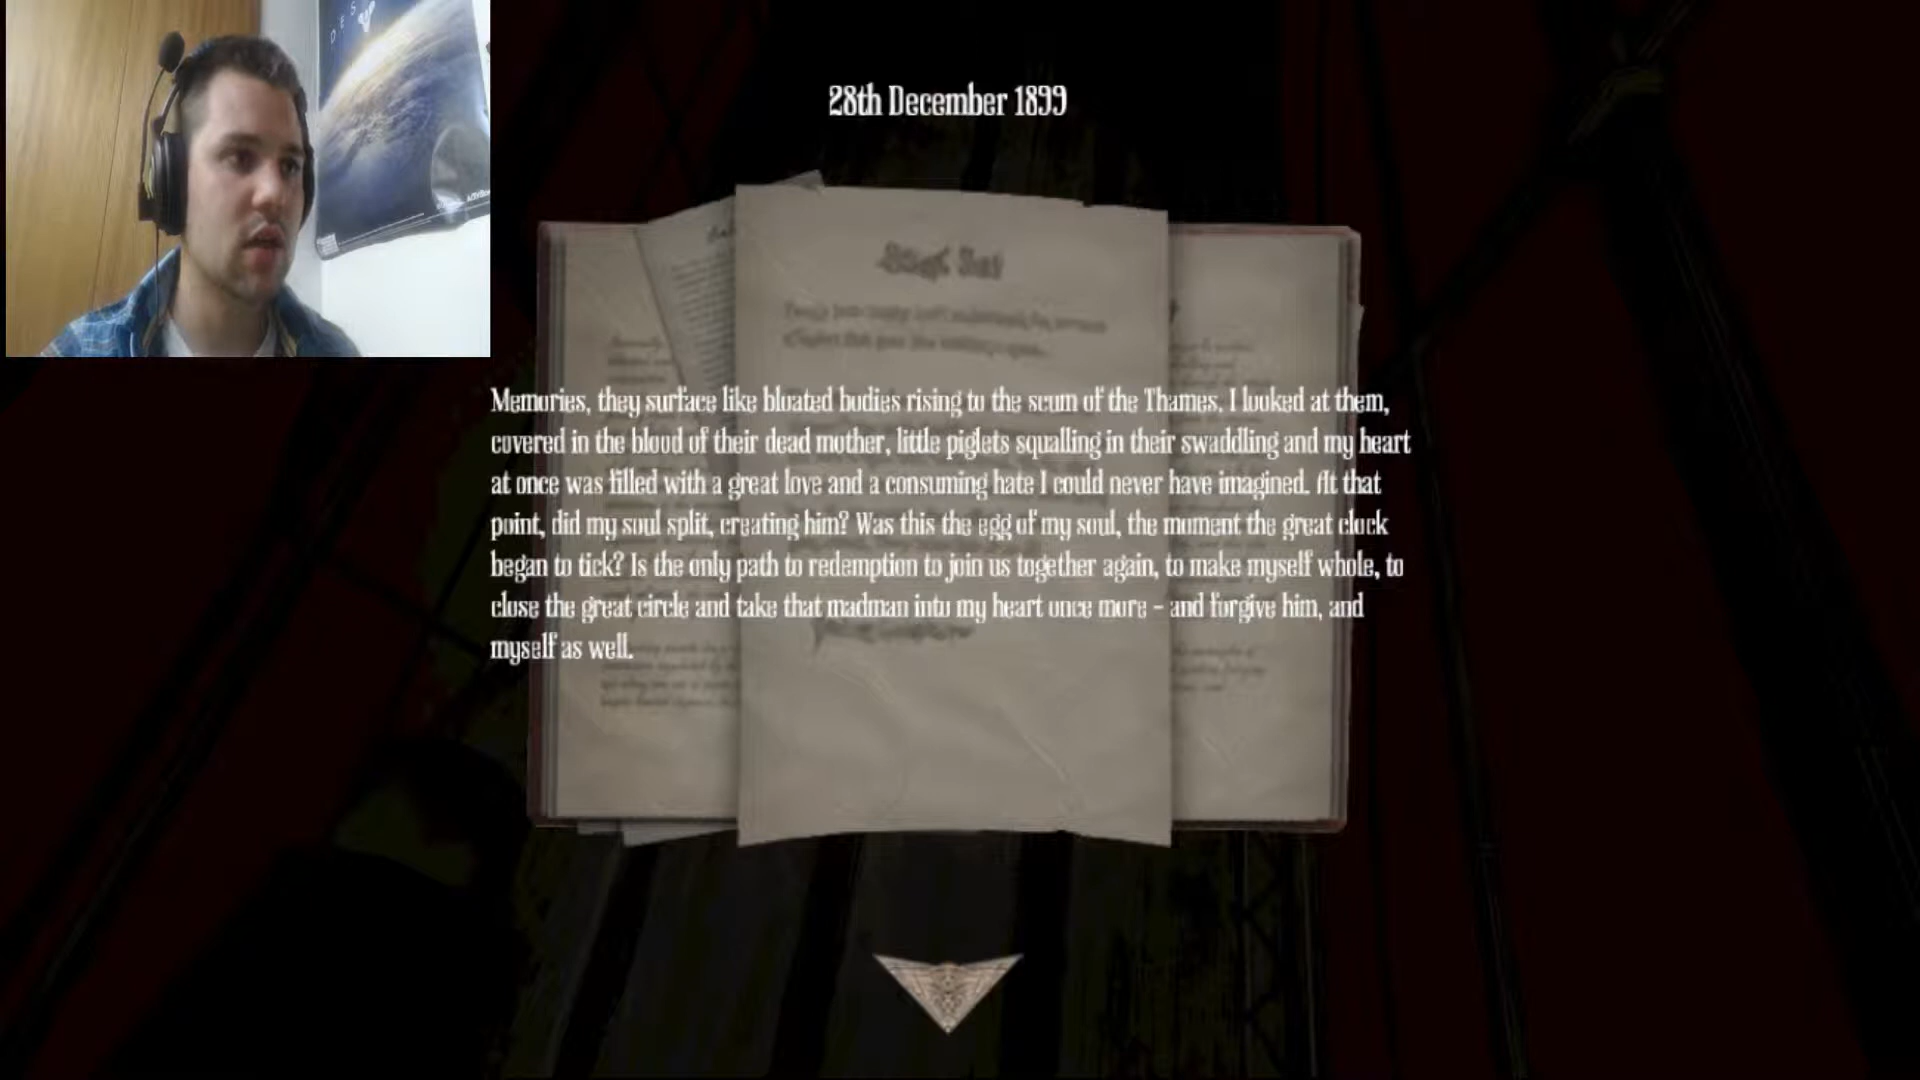 DES
28th December 1899
Memories, they surface like bloated bodies rising to the scum of the Thames. I looked at them,
covered in the blood of their dead mother, little piglets squalling in their swaddling and my heart
at once was filled with a great love and a consuming hate I could never have imagined. At that
point, did my soul split, creating him? Was this the egg of my soul, the moment the great clock
began to tick? Is the only path to redemption to join us together again, to make myself whole, to
close the great circle and take that madman into my heart once more – and forgive him, and
myself as well.